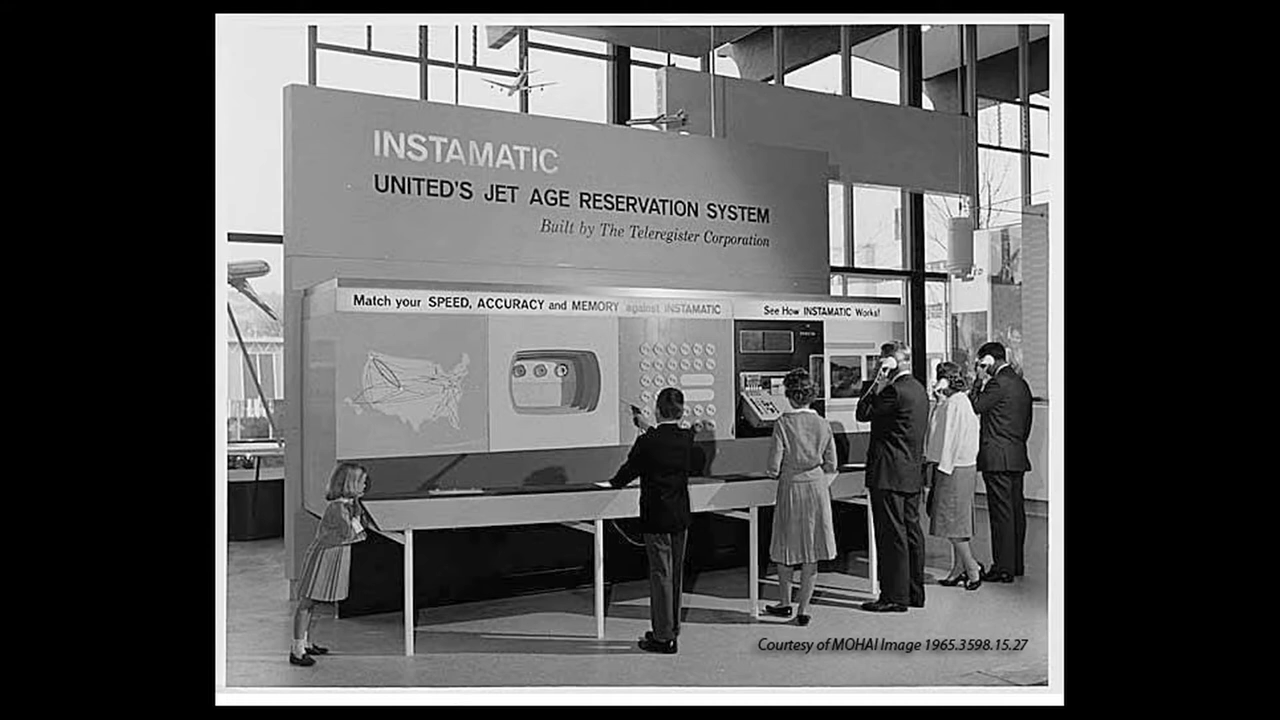 INSTAMATIC
UNITED'S JET AGE RESERVATION SYSTEM
Built by The Teleregister Corporation
Match your SPEED, ACCURACY and MEMORY against INSTAMATIC
See How INSTAMATIC Works!
Courtesy of MOHAI Image 1965.3598.15.27